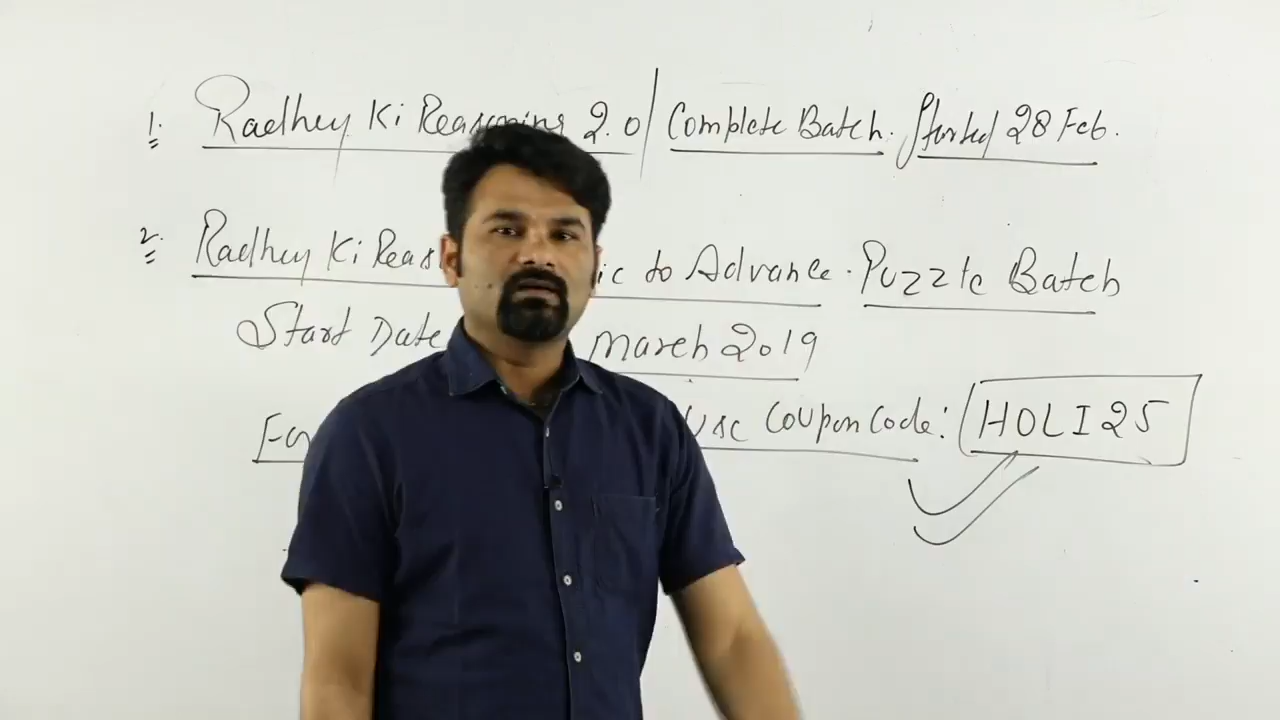 1. Radhey Ki Reasoning 2.0 | Complete Batch. Started 28 Feb.
2. Radhey Ki Reas ic to Advance. Puzzle Batch
Start Date March 2019
Use Coupon Code: HOLI25